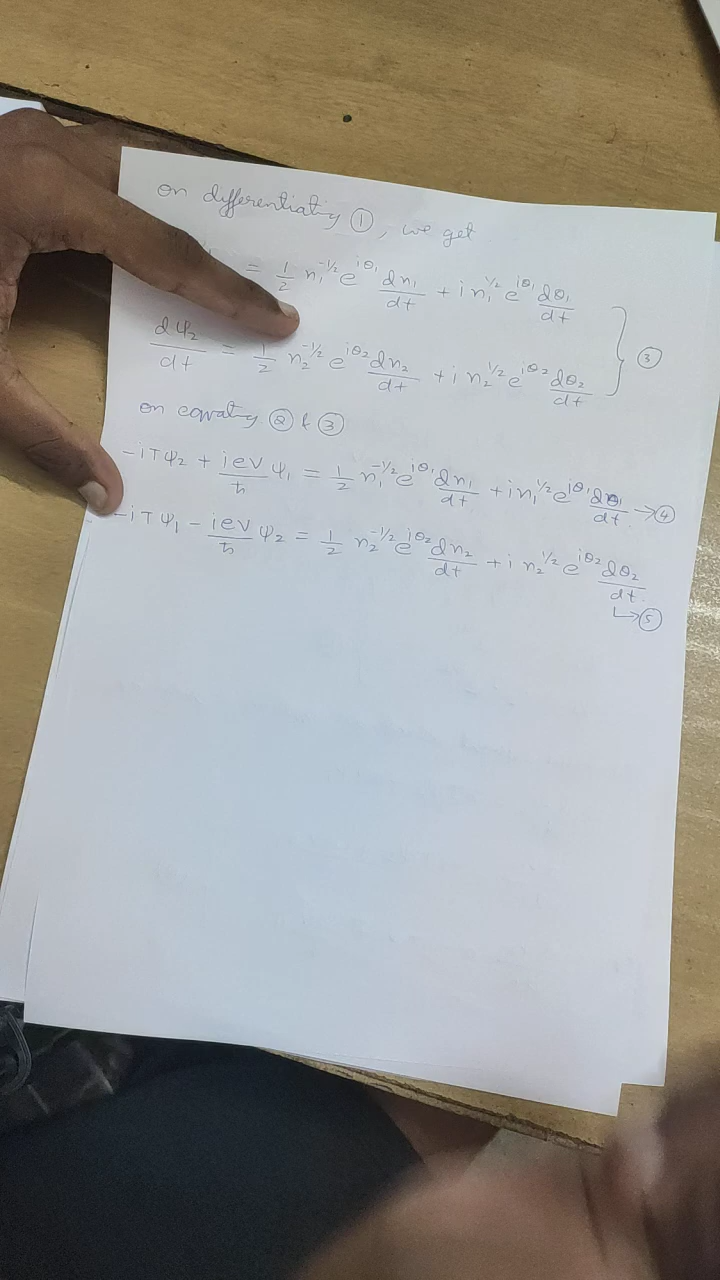 on differentiating ①, we get
= 1/2 n₁^-1/2 e^iθ₁ dn₁/dt + i n₁^1/2 e^iθ₁ dθ₁/dt
dψ₂/dt = 1/2 n₂^-1/2 e^iθ₂ dn₂/dt + i n₂^1/2 e^iθ₂ dθ₂/dt } ③
on equating ② & ③
-iTψ₂ + ieV/ħ ψ₁ = 1/2 n₁^-1/2 e^iθ₁ dn₁/dt + i n₁^1/2 e^iθ₁ dθ₁/dt → ④
-iTψ₁ - ieV/ħ ψ₂ = 1/2 n₂^-1/2 e^iθ₂ dn₂/dt + i n₂^1/2 e^iθ₂ dθ₂/dt.
↳ ⑤